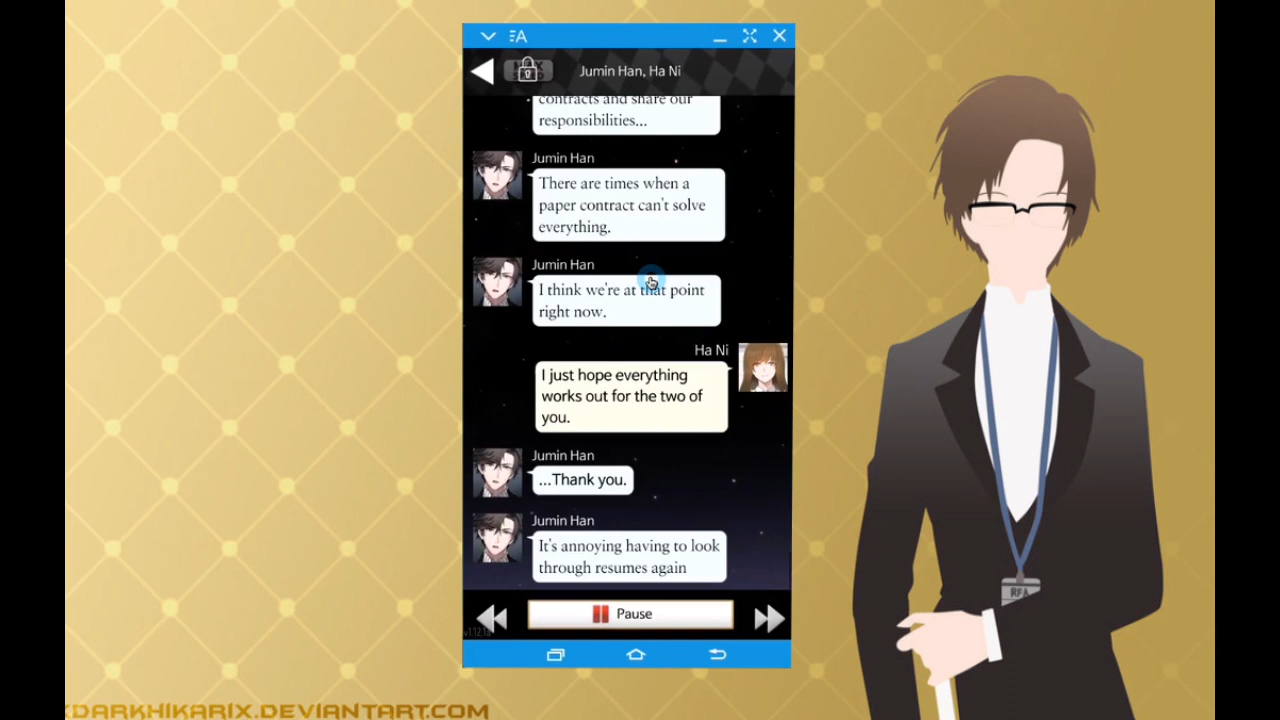 Jumin Han, Ha Ni
contracts and share our
responsibilities...
Jumin Han
There are times when a
paper contract can't solve
everything.
Jumin Han
I think we're at that point
right now.
Ha Ni
I just hope everything
works out for the two of
you.
Jumin Han
...Thank you.
Jumin Han
It's annoying having to look
through resumes again
Pause
RFA
XDARKHIKARIX.DEVIANTART.COM